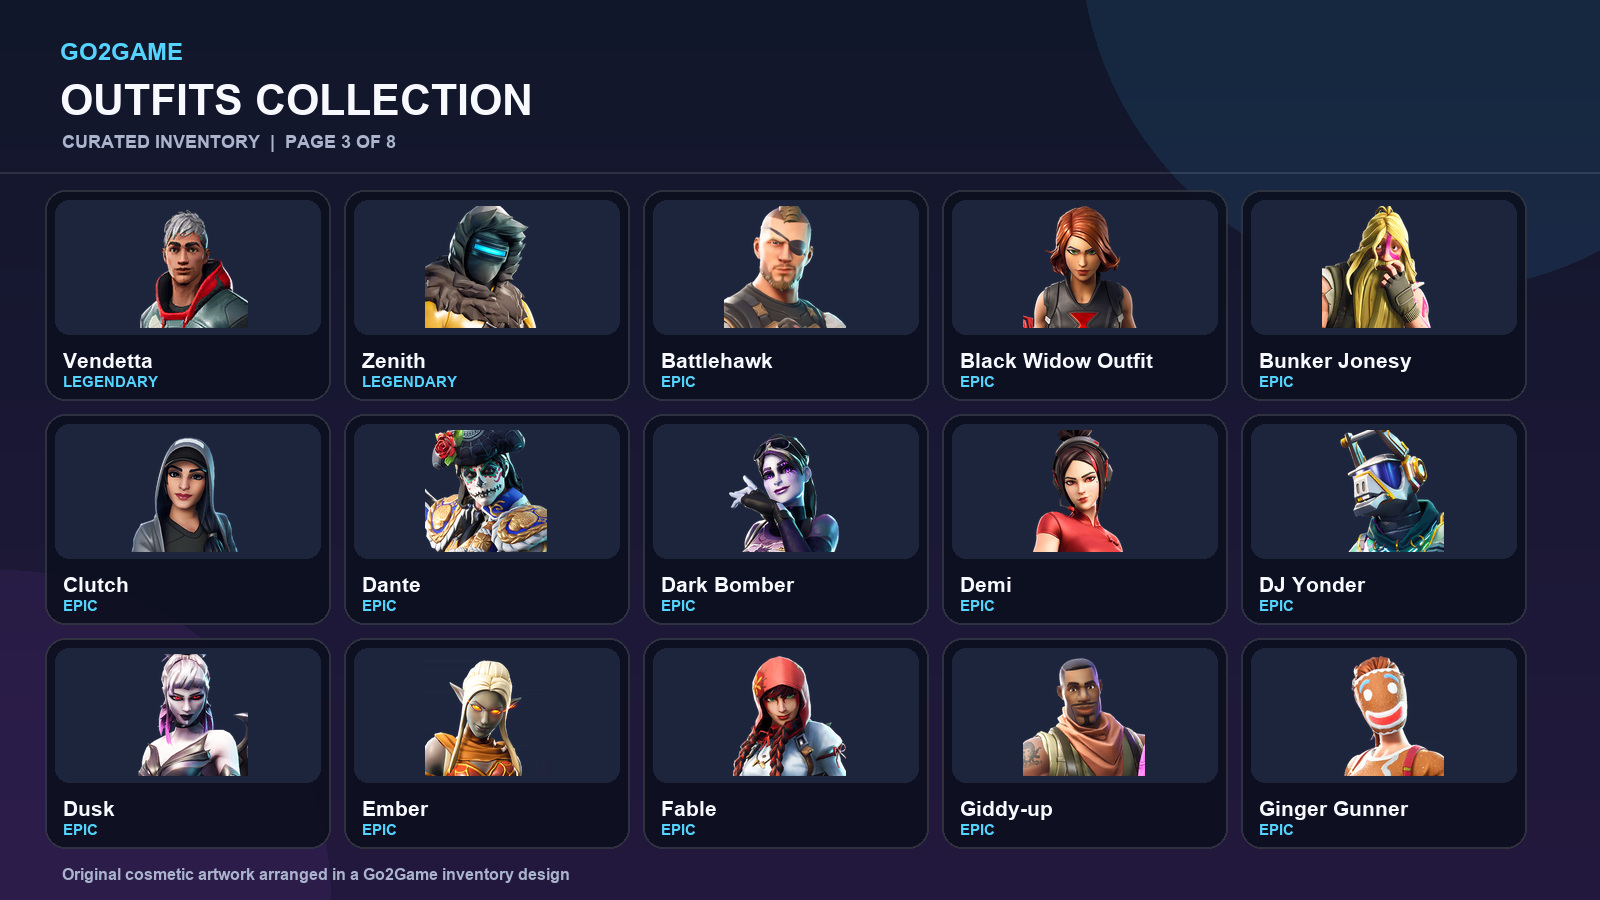 GO2GAME
OUTFITS COLLECTION
CURATED INVENTORY | PAGE 3 OF 8
Vendetta
LEGENDARY
Zenith
LEGENDARY
Battlehawk
EPIC
Black Widow Outfit
EPIC
Bunker Jonesy
EPIC
Clutch
EPIC
Dante
EPIC
Dark Bomber
EPIC
Demi
EPIC
DJ Yonder
EPIC
Dusk
EPIC
Ember
EPIC
Fable
EPIC
Giddy-up
EPIC
Ginger Gunner
EPIC
Original cosmetic artwork arranged in a Go2Game inventory design